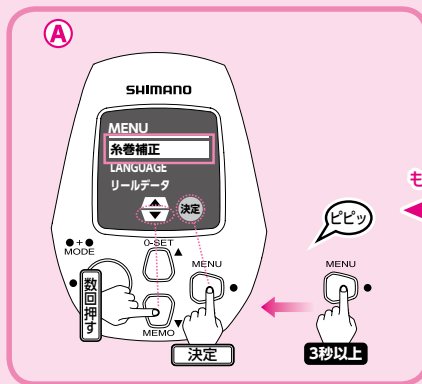 A
SHIMANO
MENU
糸巻補正
LANGUAGE
リールデータ
決定
●+●
MODE
0-SET
▲
MENU
数回押す
MEMO
▼
決定
ピピッ
MENU
3秒以上
も